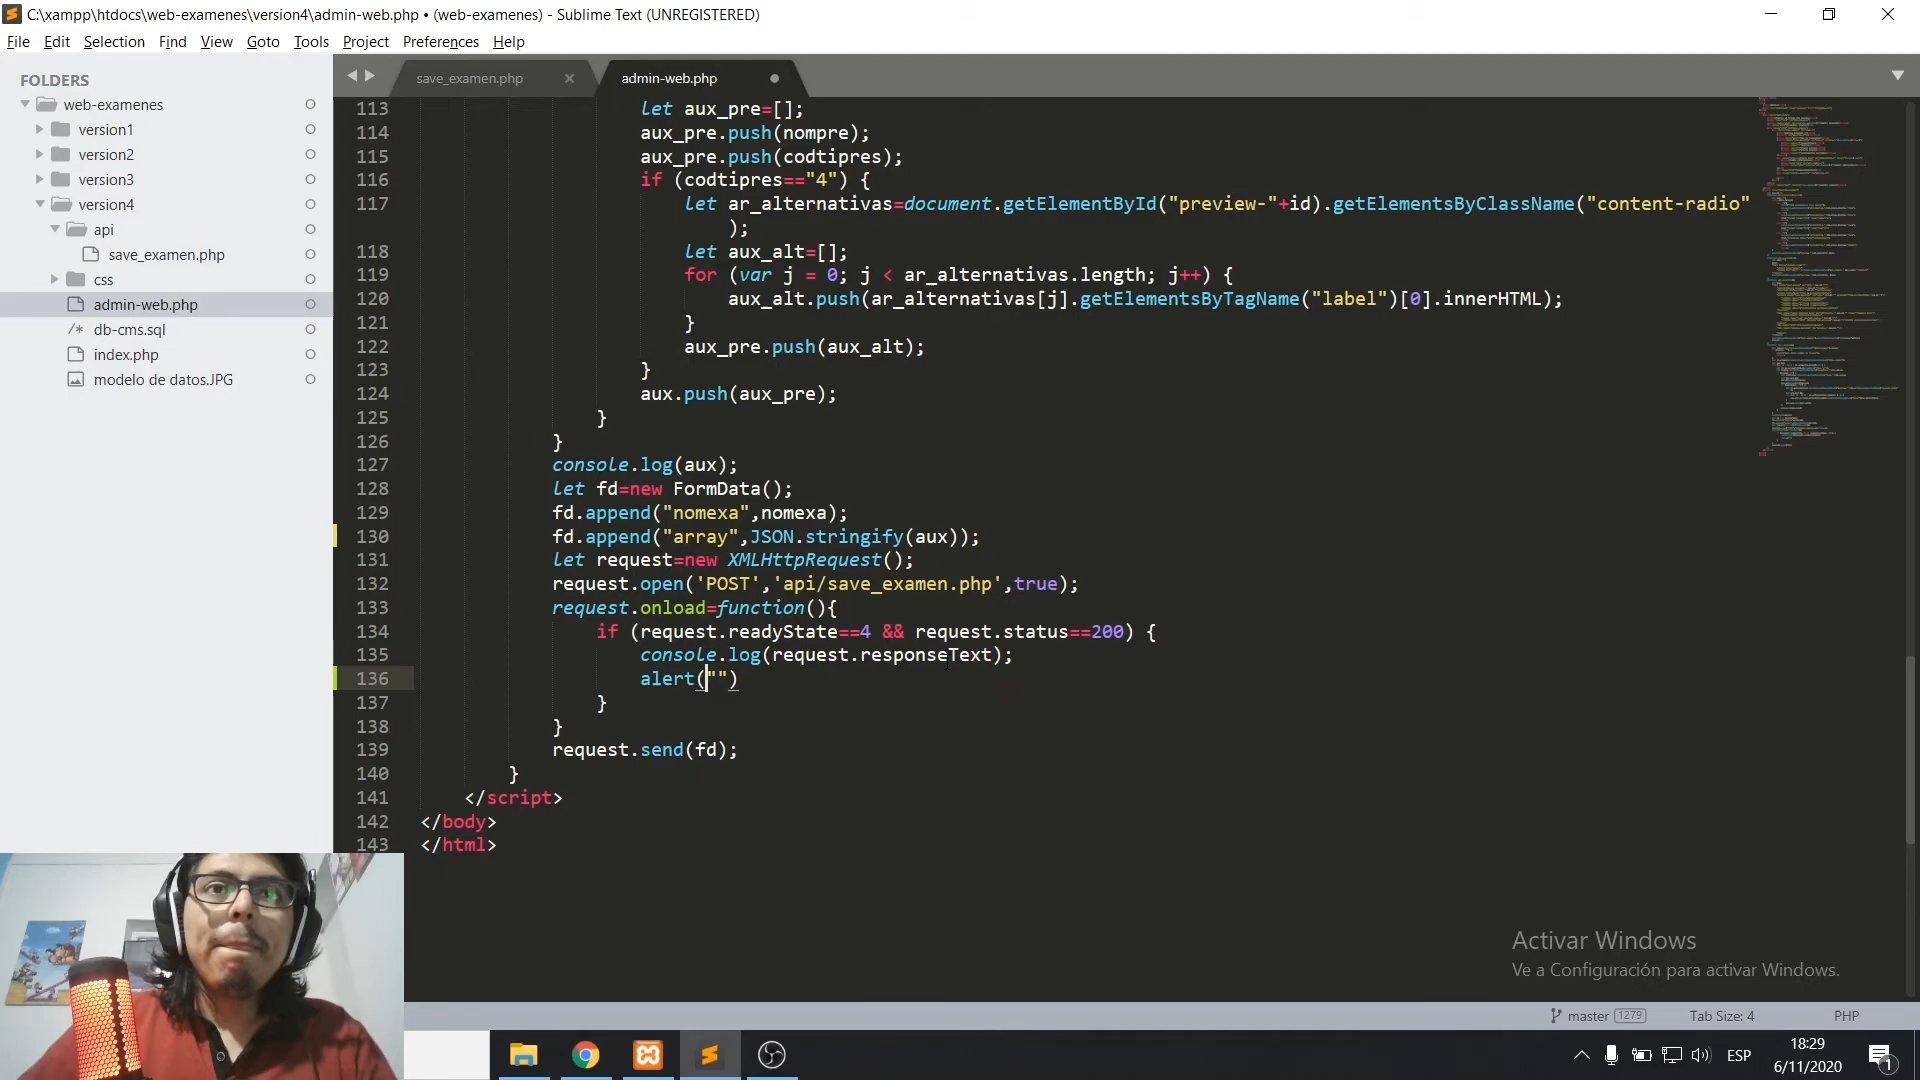 C:\xampp\htdocs\web-examenes\version4\admin-web.php • (web-examenes) - Sublime Text (UNREGISTERED)
File Edit Selection Find View Goto Tools Project Preferences Help
FOLDERS
web-examenes
version1
version2
version3
version4
api
save_examen.php
css
admin-web.php
/* db-cms.sql
index.php
modelo de datos.JPG
save_examen.php × admin-web.php
113 let aux_pre=[];
114 aux_pre.push(nompre);
115 aux_pre.push(codtipres);
116 if (codtipres=="4") {
117 let ar_alternativas=document.getElementById("preview-"+id).getElementsByClassName("content-radio"
);
118 let aux_alt=[];
119 for (var j = 0; j < ar_alternativas.length; j++) {
120 aux_alt.push(ar_alternativas[j].getElementsByTagName("label")[0].innerHTML);
121 }
122 aux_pre.push(aux_alt);
123 }
124 aux.push(aux_pre);
125 }
126 }
127 console.log(aux);
128 let fd=new FormData();
129 fd.append("nomexa",nomexa);
130 fd.append("array",JSON.stringify(aux));
131 let request=new XMLHttpRequest();
132 request.open('POST','api/save_examen.php',true);
133 request.onload=function(){
134 if (request.readyState==4 && request.status==200) {
135 console.log(request.responseText);
136 alert("")
137 }
138 }
139 request.send(fd);
140 }
141 </script>
142 </body>
143 </html>
Activar Windows
Ve a Configuración para activar Windows.
master 1279 Tab Size: 4 PHP
ESP
18:29
6/11/2020
1